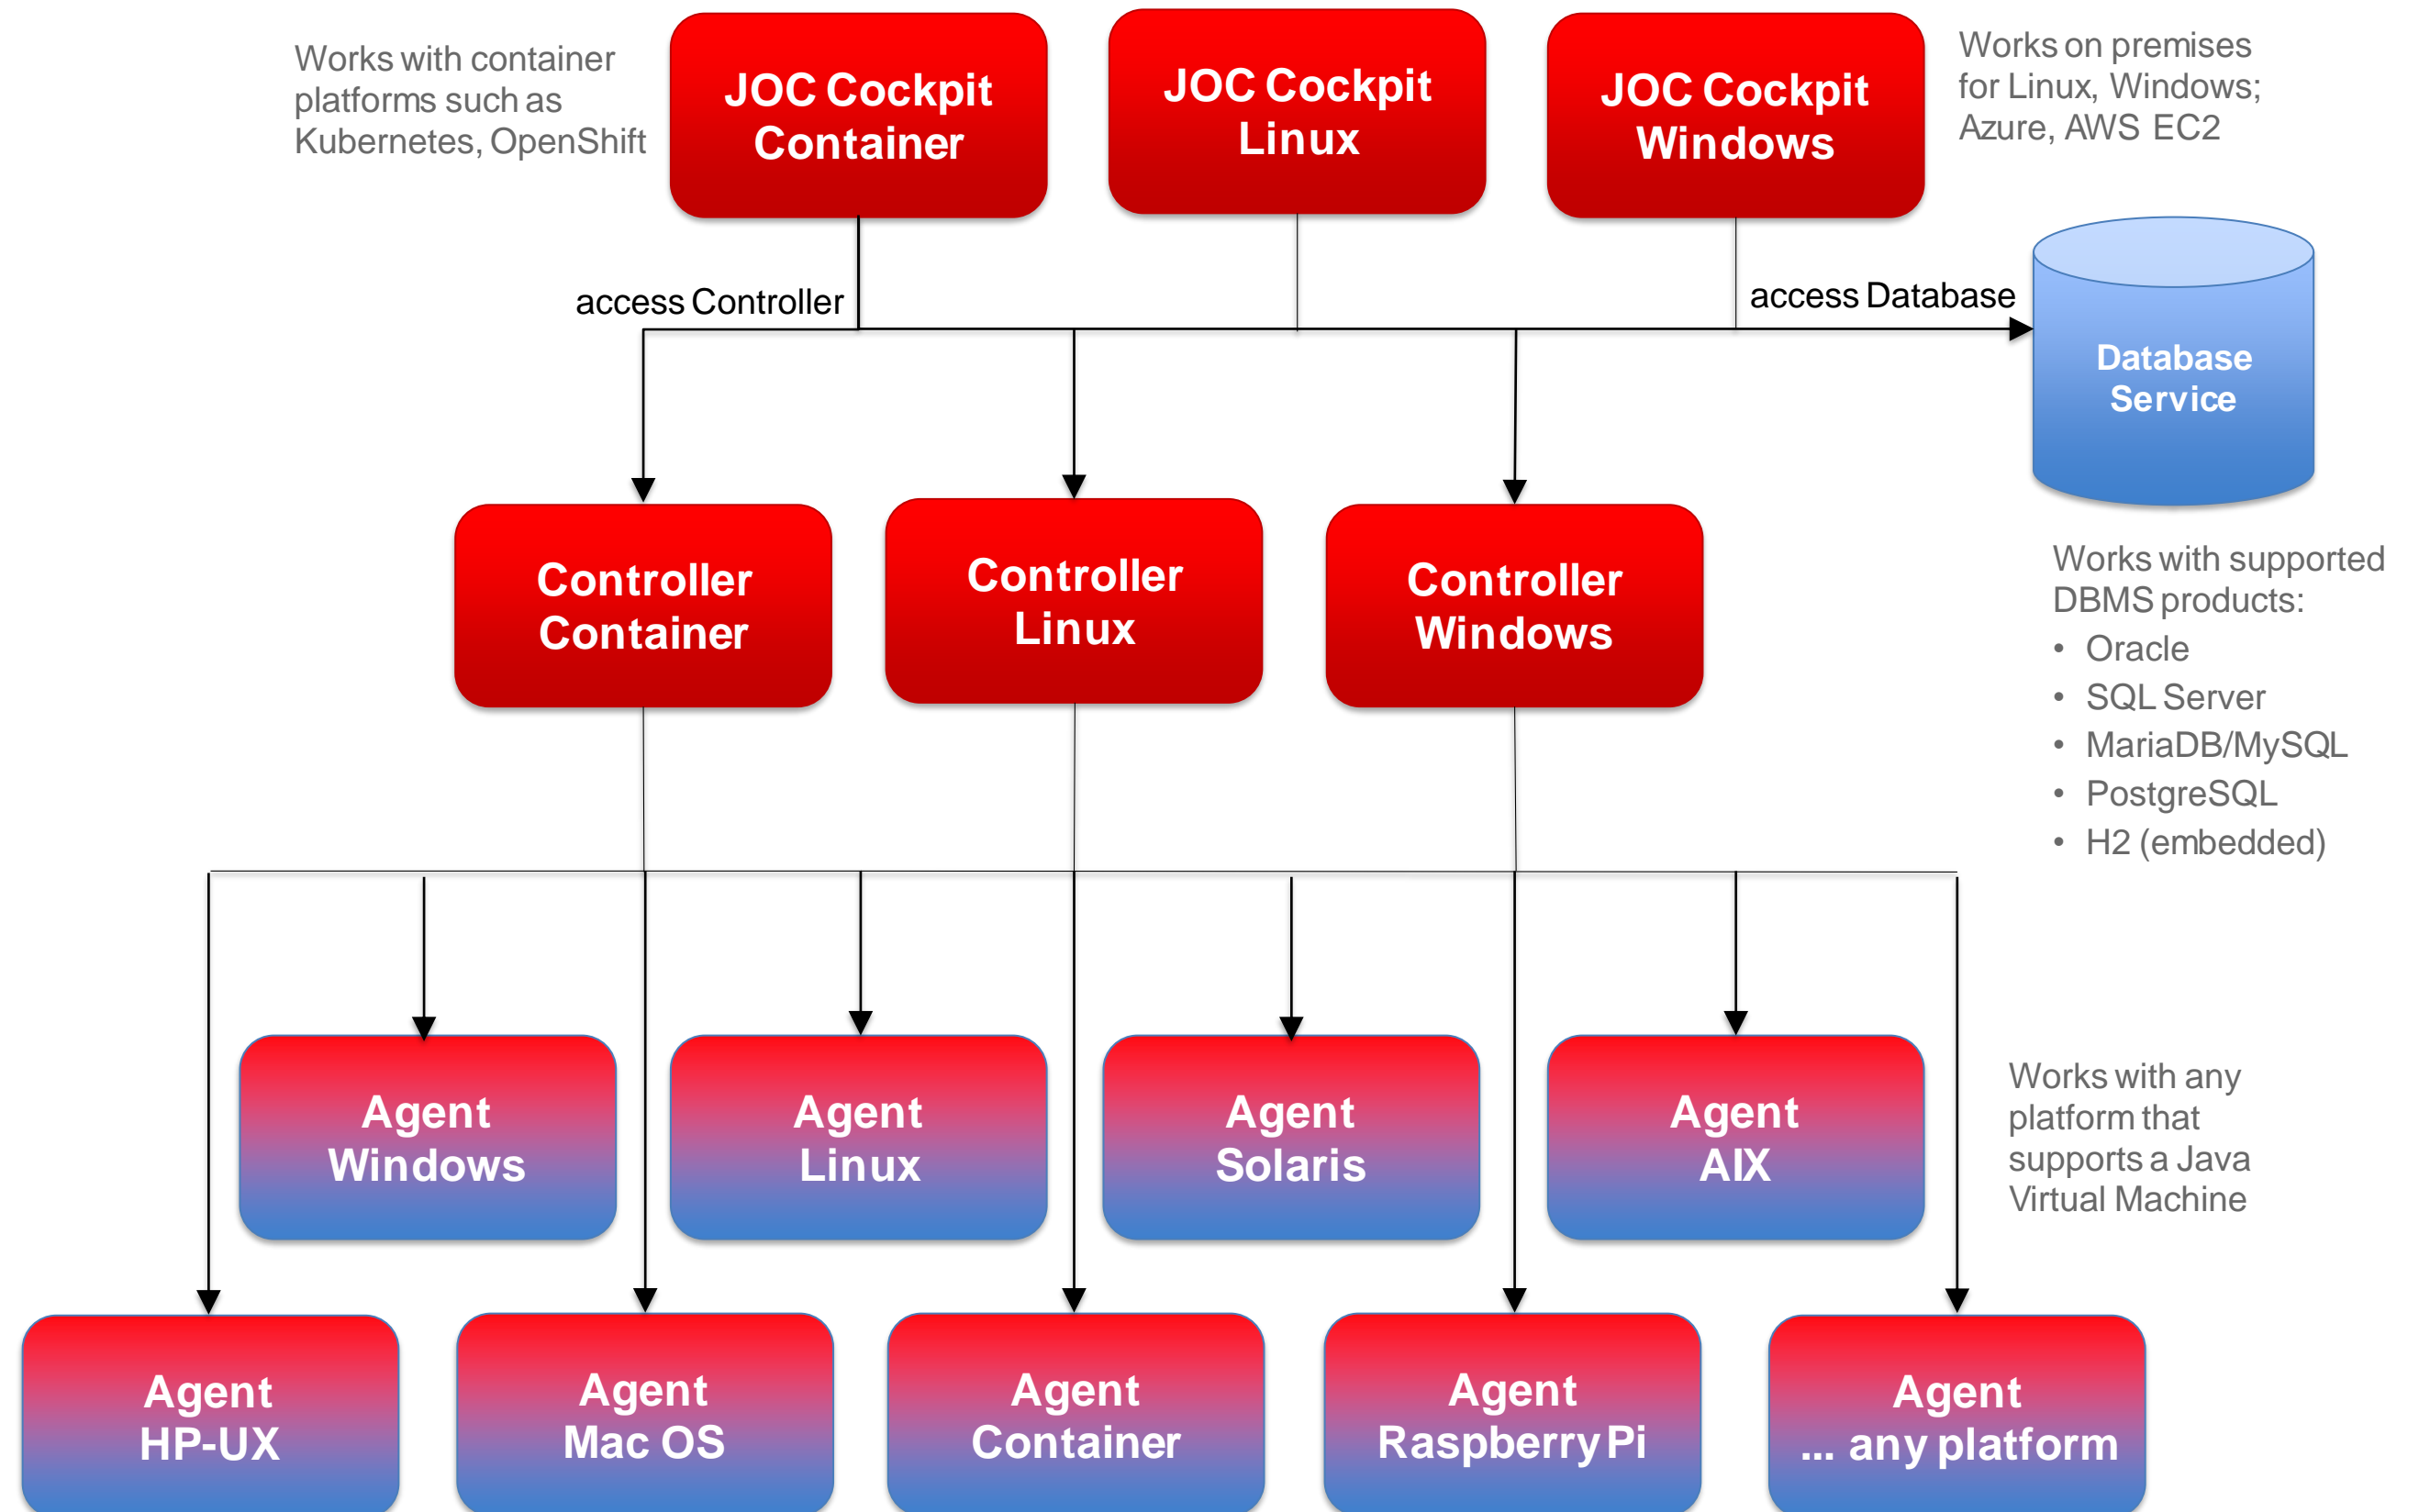 Works with container
platforms such as
Kubernetes, OpenShift
JOC Cockpit
Container
JOC Cockpit
Linux
JOC Cockpit
Windows
Works on premises
for Linux, Windows;
Azure, AWS EC2
access Controller
access Database
Database
Service
Controller
Container
Controller
Linux
Controller
Windows
Works with supported
DBMS products:
• Oracle
• SQL Server
• MariaDB/MySQL
• PostgreSQL
• H2 (embedded)
Agent
Windows
Agent
Linux
Agent
Solaris
Agent
AIX
Works with any
platform that
supports a Java
Virtual Machine
Agent
HP-UX
Agent
Mac OS
Agent
Container
Agent
Raspberry Pi
Agent
... any platform